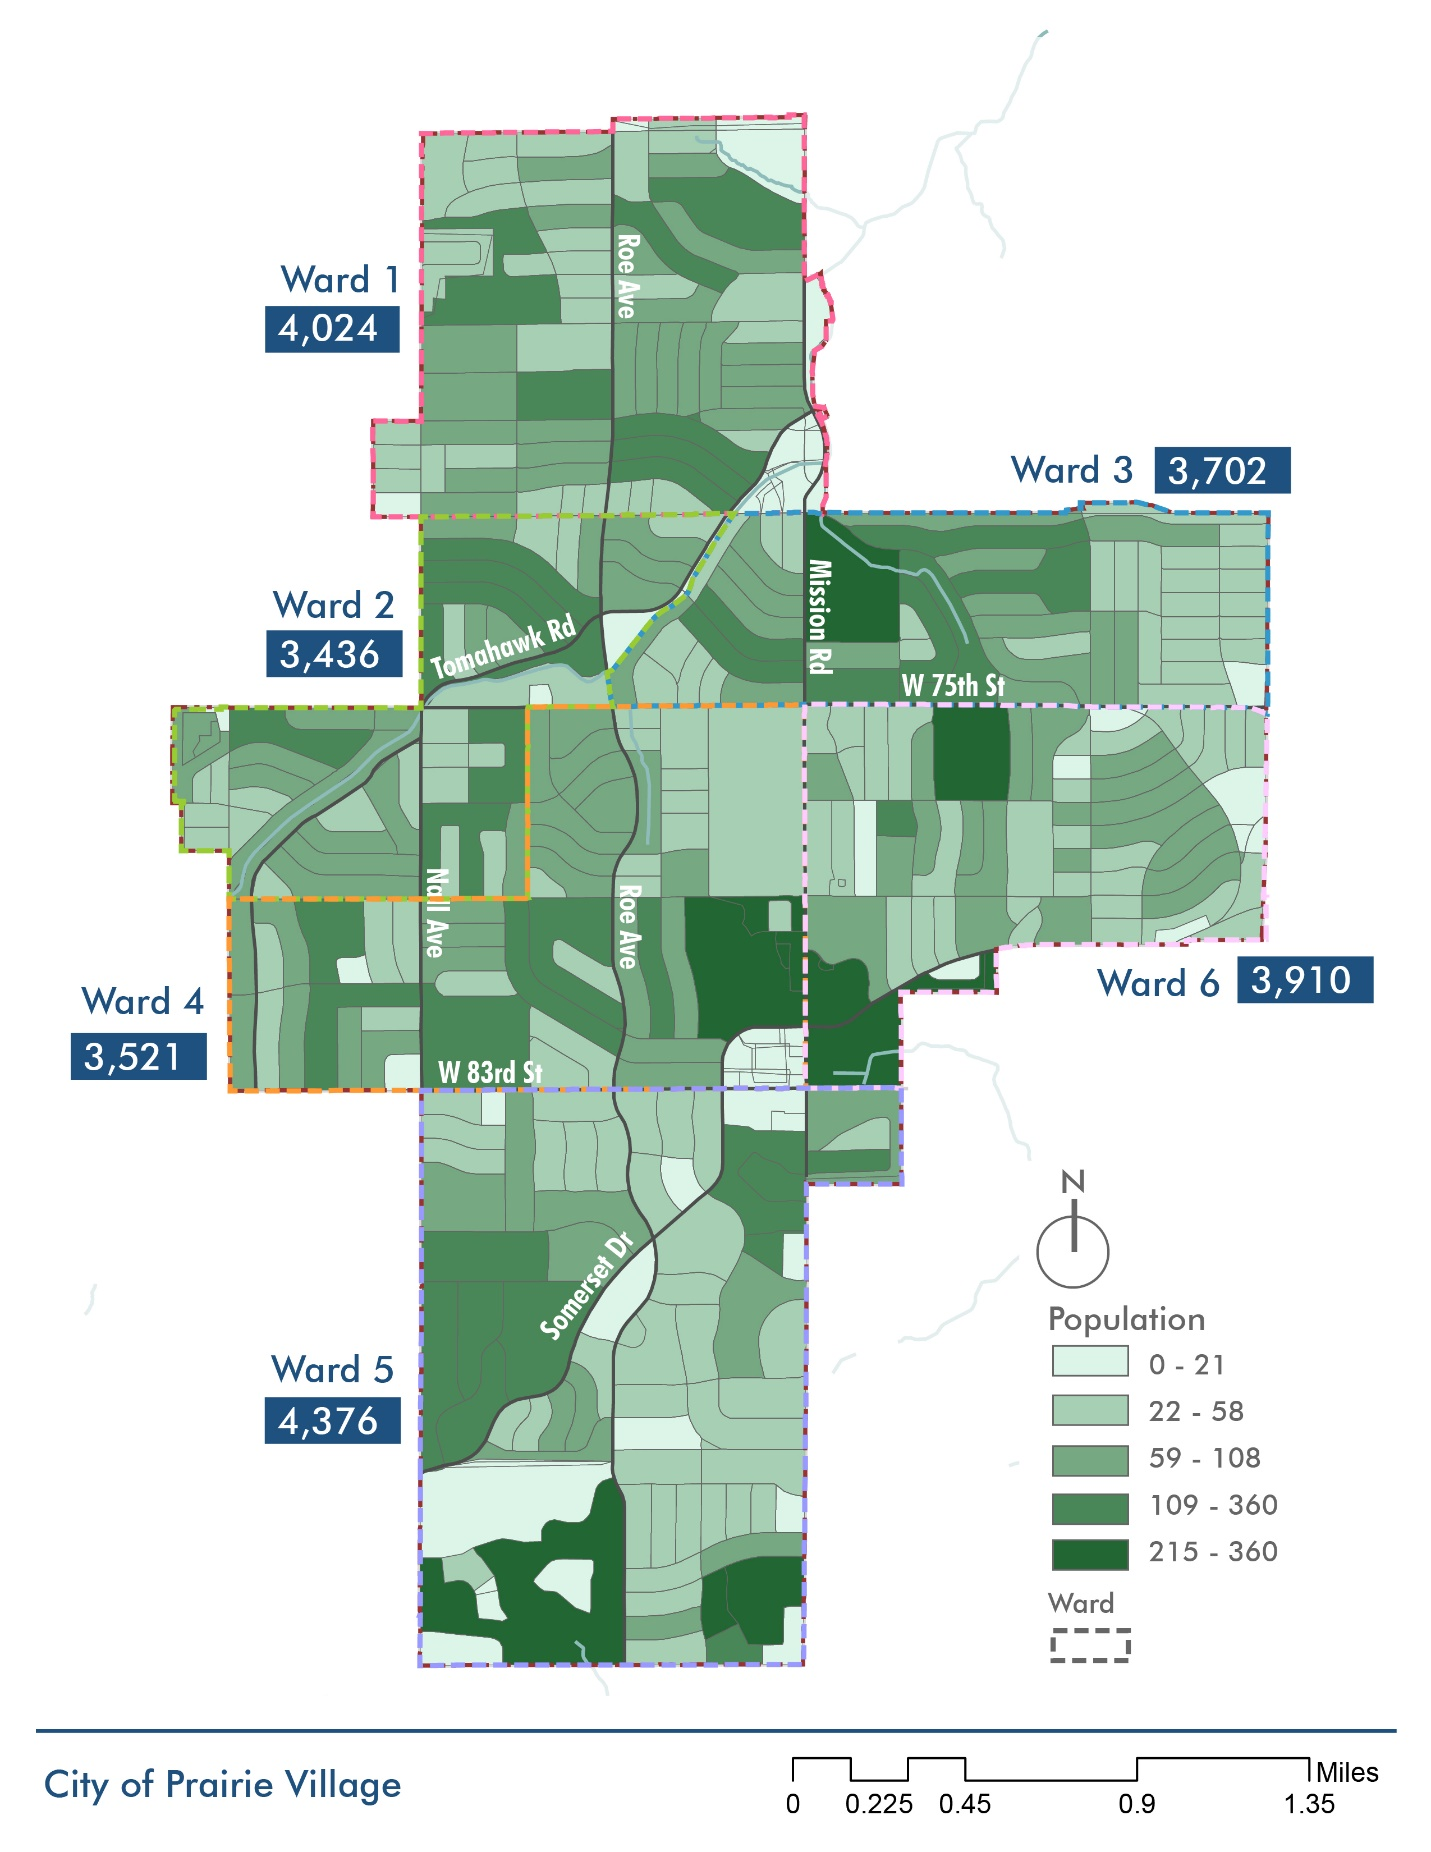 Roe Ave
Ward 1
4,024
Ward 3
3,702
Mission Rd
Ward 2
3,436
Tomahawk Rd
W 75th St
Nall Ave
Roe Ave
Ward 6
3,910
Ward 4
3,521
W 83rd St
Somerset Dr
Ward 5
4,376
N
Population
0 - 21
22 - 58
59 - 108
109 - 360
215 - 360
Ward
City of Prairie Village
Miles
0 0.225 0.45 0.9 1.35